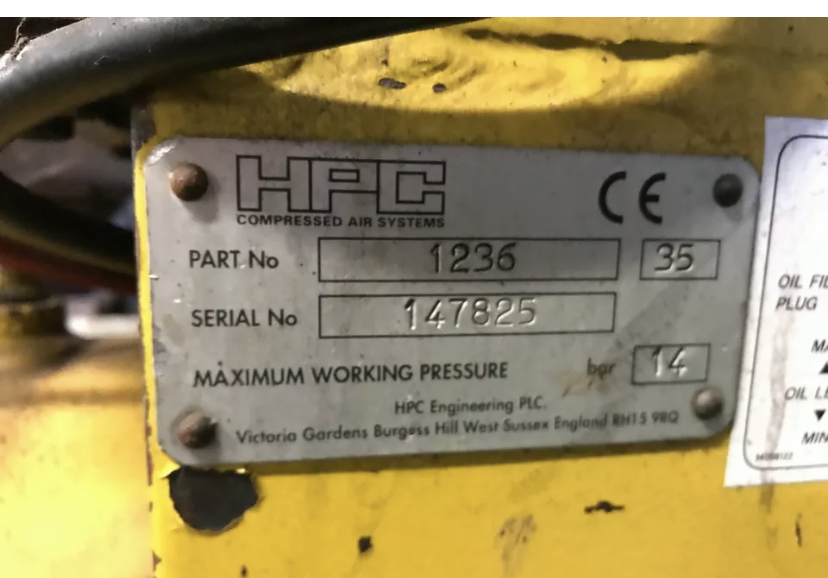 HPC
CE
COMPRESSED AIR SYSTEMS
PART No 1236 35
SERIAL No 147825
MAXIMUM WORKING PRESSURE bar 14
HPC Engineering PLC.
Victoria Gardens Burgess Hill West Sussex England RH15 9BQ
OIL FIL
PLUG
MA
OIL LE
MIN